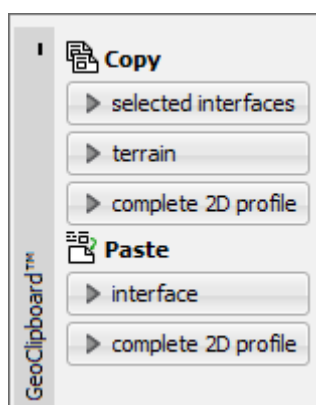 Copy
selected interfaces
terrain
complete 2D profile
Paste
interface
complete 2D profile
GeoClipboard™